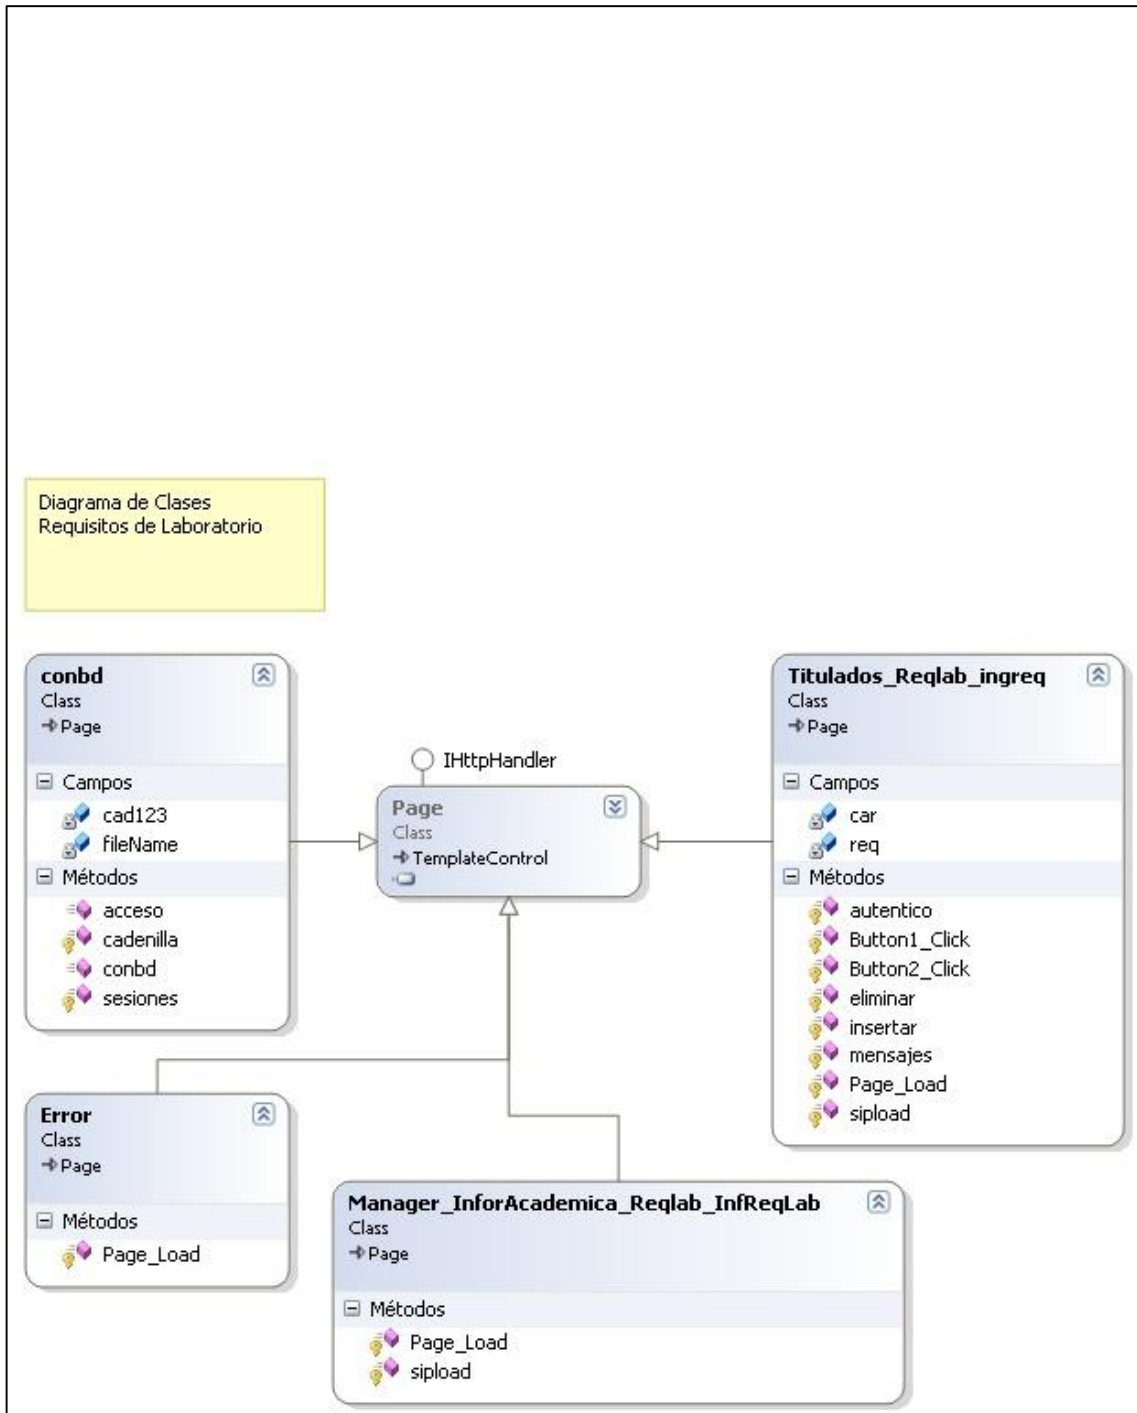 Diagrama de Clases
Requisitos de Laboratorio
conbd
Class
Page
Campos
cad123
fileName
Métodos
acceso
cadenilla
conbd
sesiones
IHttpHandler
Page
Class
TemplateControl
Titulados_Reqlab_ingreq
Class
Page
Campos
car
req
Métodos
autentico
Button1_Click
Button2_Click
eliminar
insertar
mensajes
Page_Load
sipload
Error
Class
Page
Métodos
Page_Load
Manager_InforAcademica_Reqlab_InfReqLab
Class
Page
Métodos
Page_Load
sipload